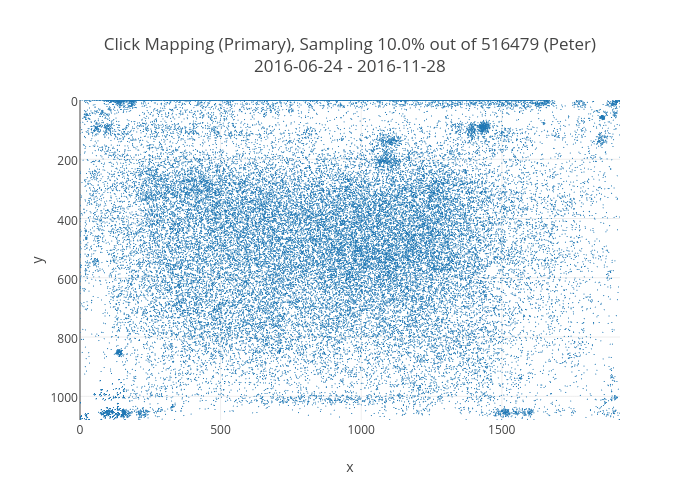 Click Mapping (Primary), Sampling 10.0% out of 516479 (Peter)
2016-06-24 - 2016-11-28
0
200
400
600
800
1000
y
0
500
1000
1500
x